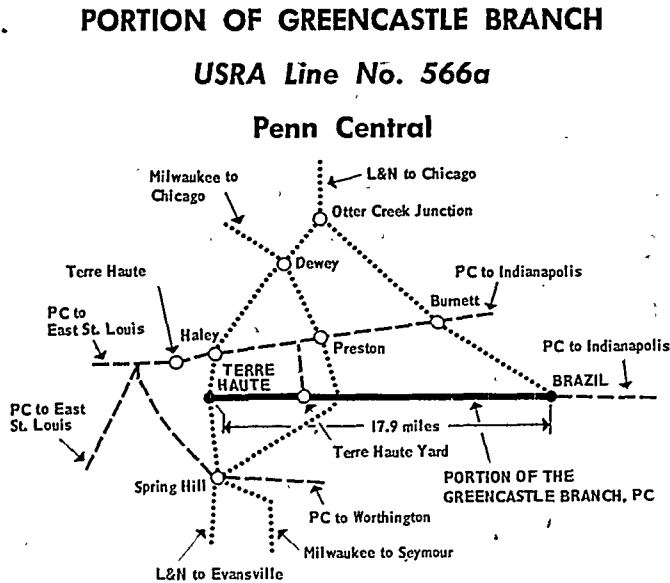 PORTION OF GREENCASTLE BRANCH
USRA Line No. 566a
Penn Central
Milwaukee to
Chicago
L&N to Chicago
Otter Creek Junction
Dewey
Terre Haute
PC to Indianapolis
Burnett
PC to
East St. Louis
Haley
Preston
PC to Indianapolis
TERRE
HAUTE
BRAZIL
PC to East
St. Louis
17.9 miles
Terre Haute Yard
Spring Hill
PORTION OF THE
GREENCASTLE BRANCH, PC
PC to Worthington
Milwaukee to Seymour
L&N to Evansville